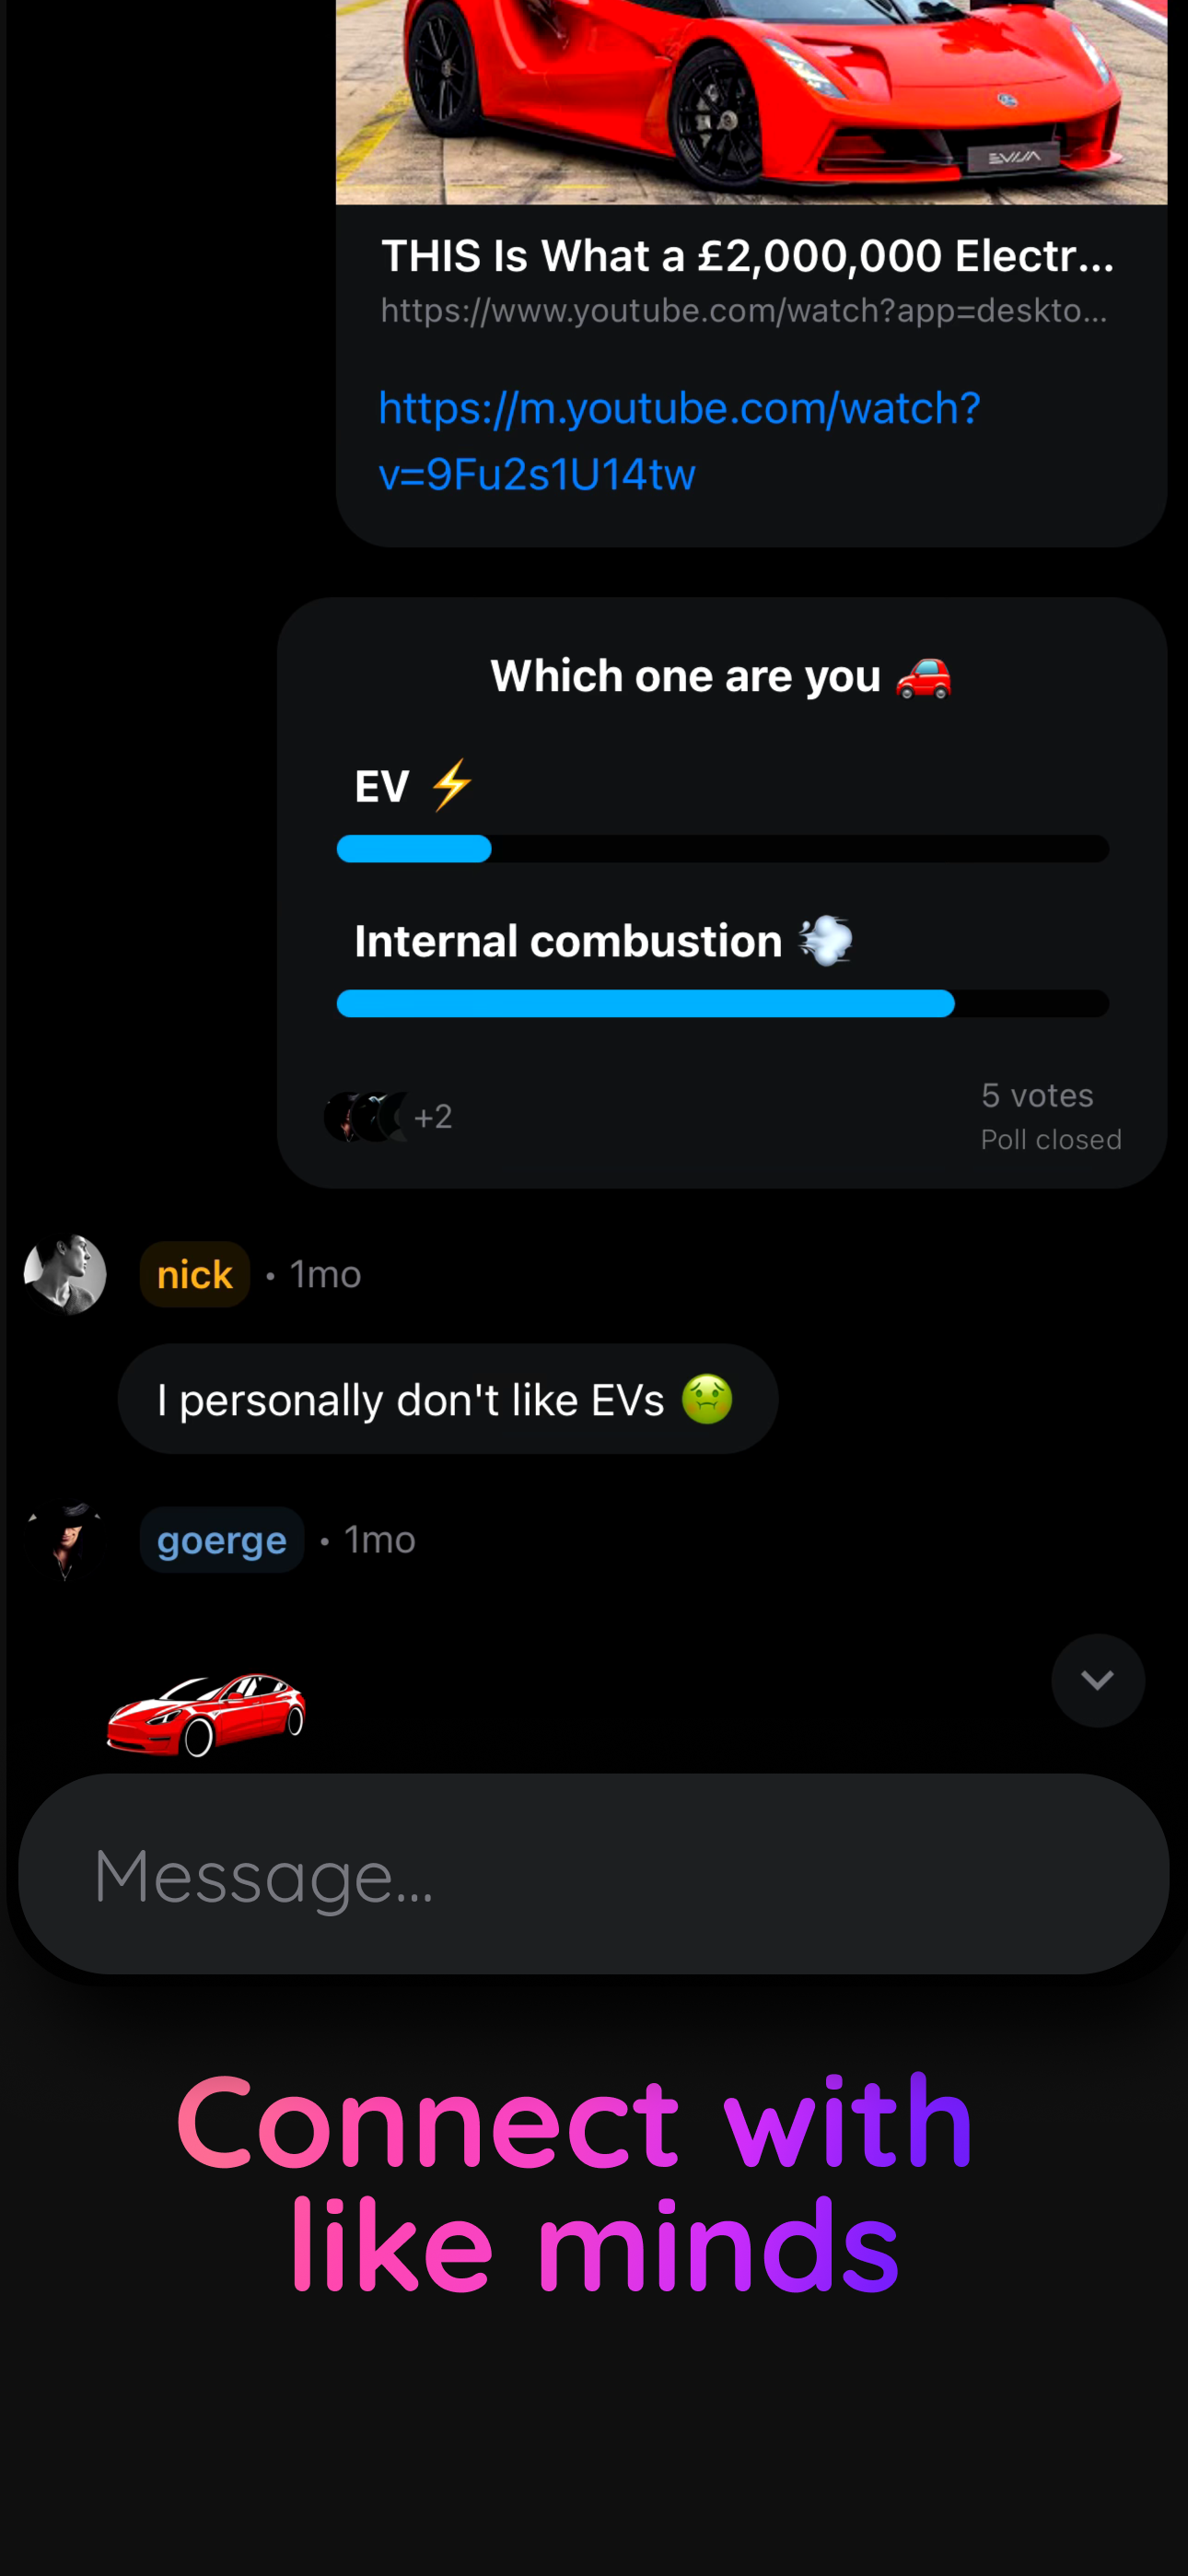 EVIJA
THIS Is What a £2,000,000 Electr...
https://www.youtube.com/watch?app=deskto...
https://m.youtube.com/watch?
v=9Fu2s1U14tw
Which one are you 🚗
EV ⚡
Internal combustion 💨
+2
5 votes
Poll closed
nick • 1mo
I personally don't like EVs 🤢
goerge • 1mo
Message...
Connect with
like minds